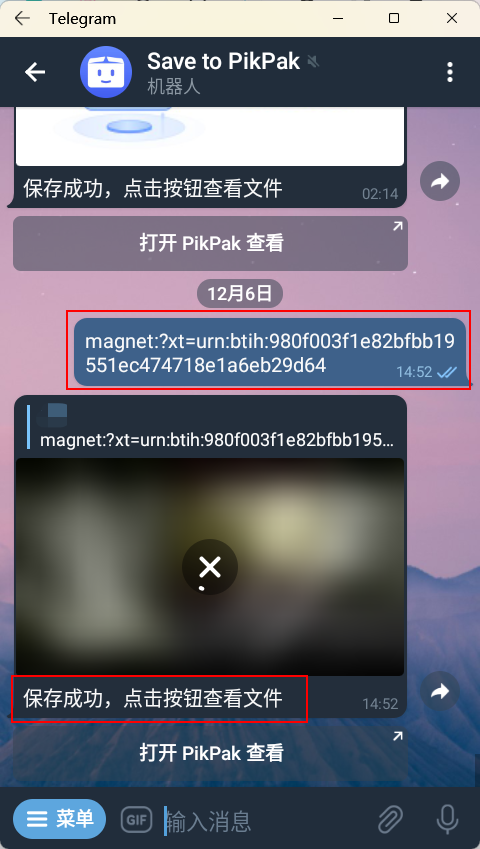 Telegram
Save to PikPak
机器人
保存成功，点击按钮查看文件
02:14
打开 PikPak 查看
12月6日
magnet:?xt=urn:btih:980f003f1e82bfbb19
551ec474718e1a6eb29d64
14:52
magnet:?xt=urn:btih:980f003f1e82bfbb195…
保存成功，点击按钮查看文件
14:52
打开 PikPak 查看
菜单
GIF
输入消息